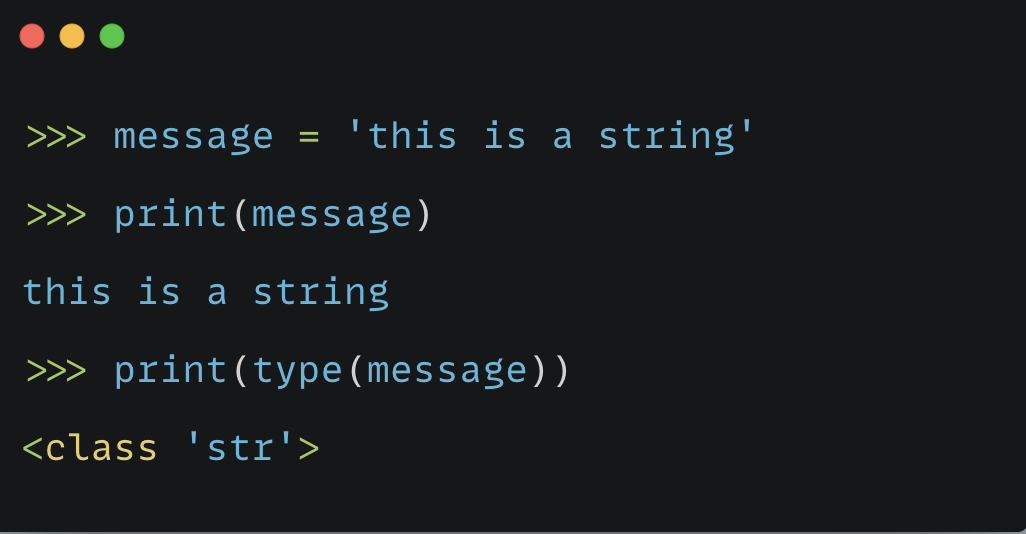 >>> message = 'this is a string'
>>> print(message)
this is a string
>>> print(type(message))
<class 'str'>